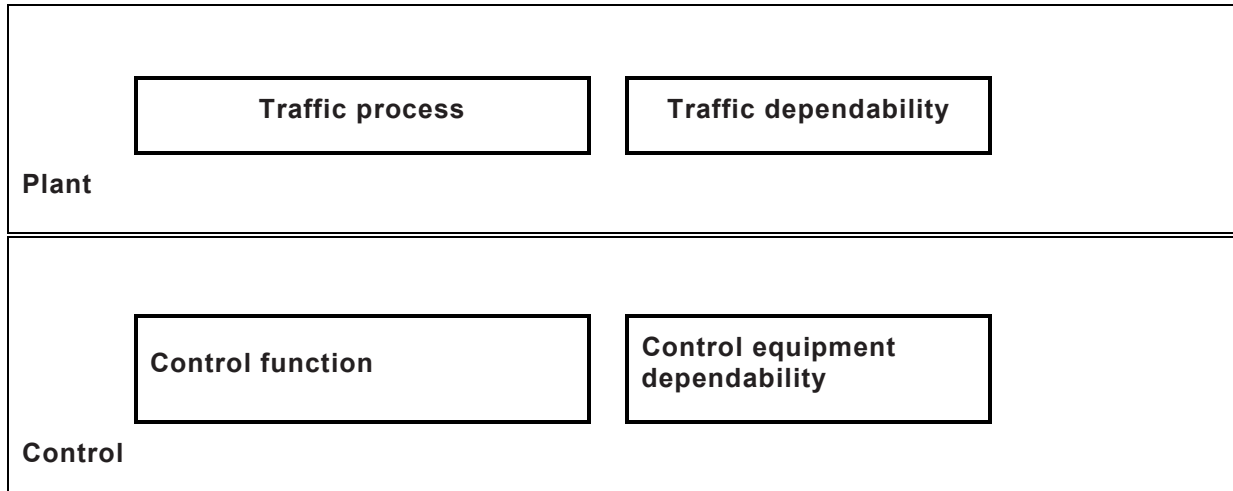 Traffic process
Traffic dependability
Plant
Control function
Control equipment
dependability
Control